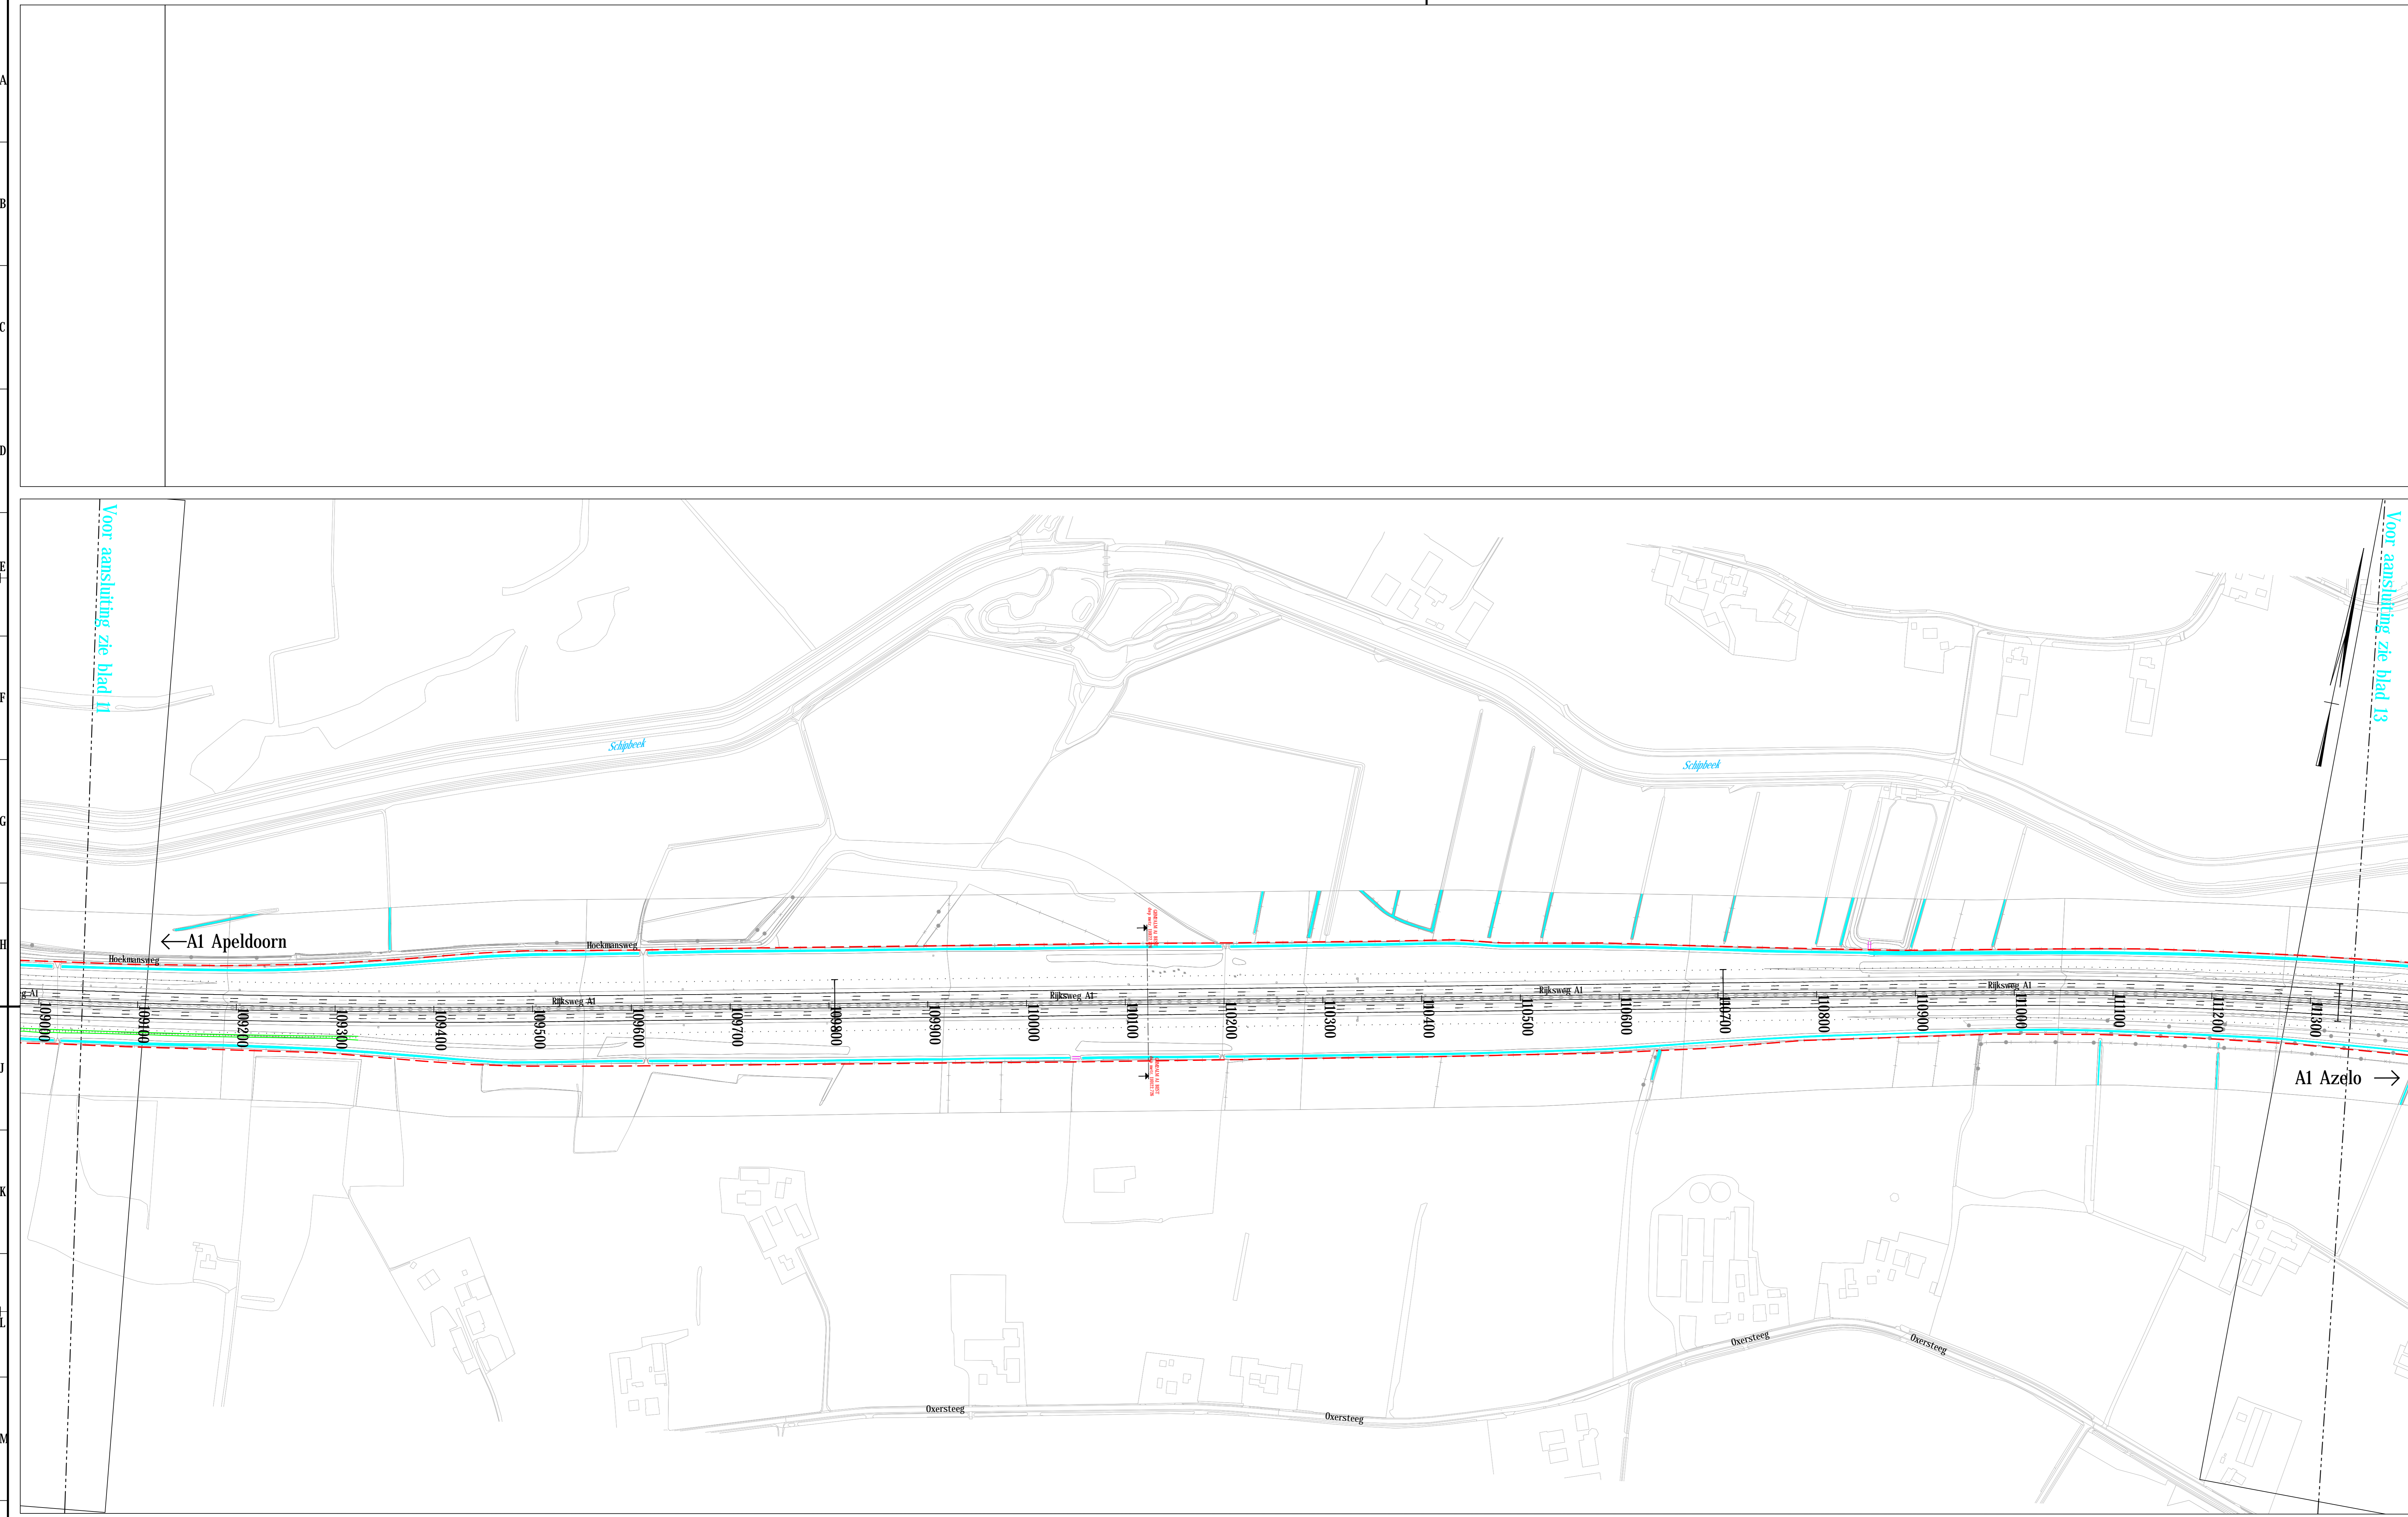 A
B
C
D
E
F
G
H
J
K
L
M
Voor aansluiting zie blad 11
Voor aansluiting zie blad 13
Schipbeek
Schipbeek
A1 Apeldoorn
Hoekmansweg
Hoekmansweg
g A1
Rijksweg A1
Rijksweg A1
Rijksweg A1
Rijksweg A1
109000
109100
109200
109300
109400
109500
109600
109700
109800
109900
110000
110100
110200
110300
110400
110500
110600
110700
110800
110900
111000
111100
111200
111300
A1 Azelo
Oxersteeg
Oxersteeg
Oxersteeg
Oxersteeg